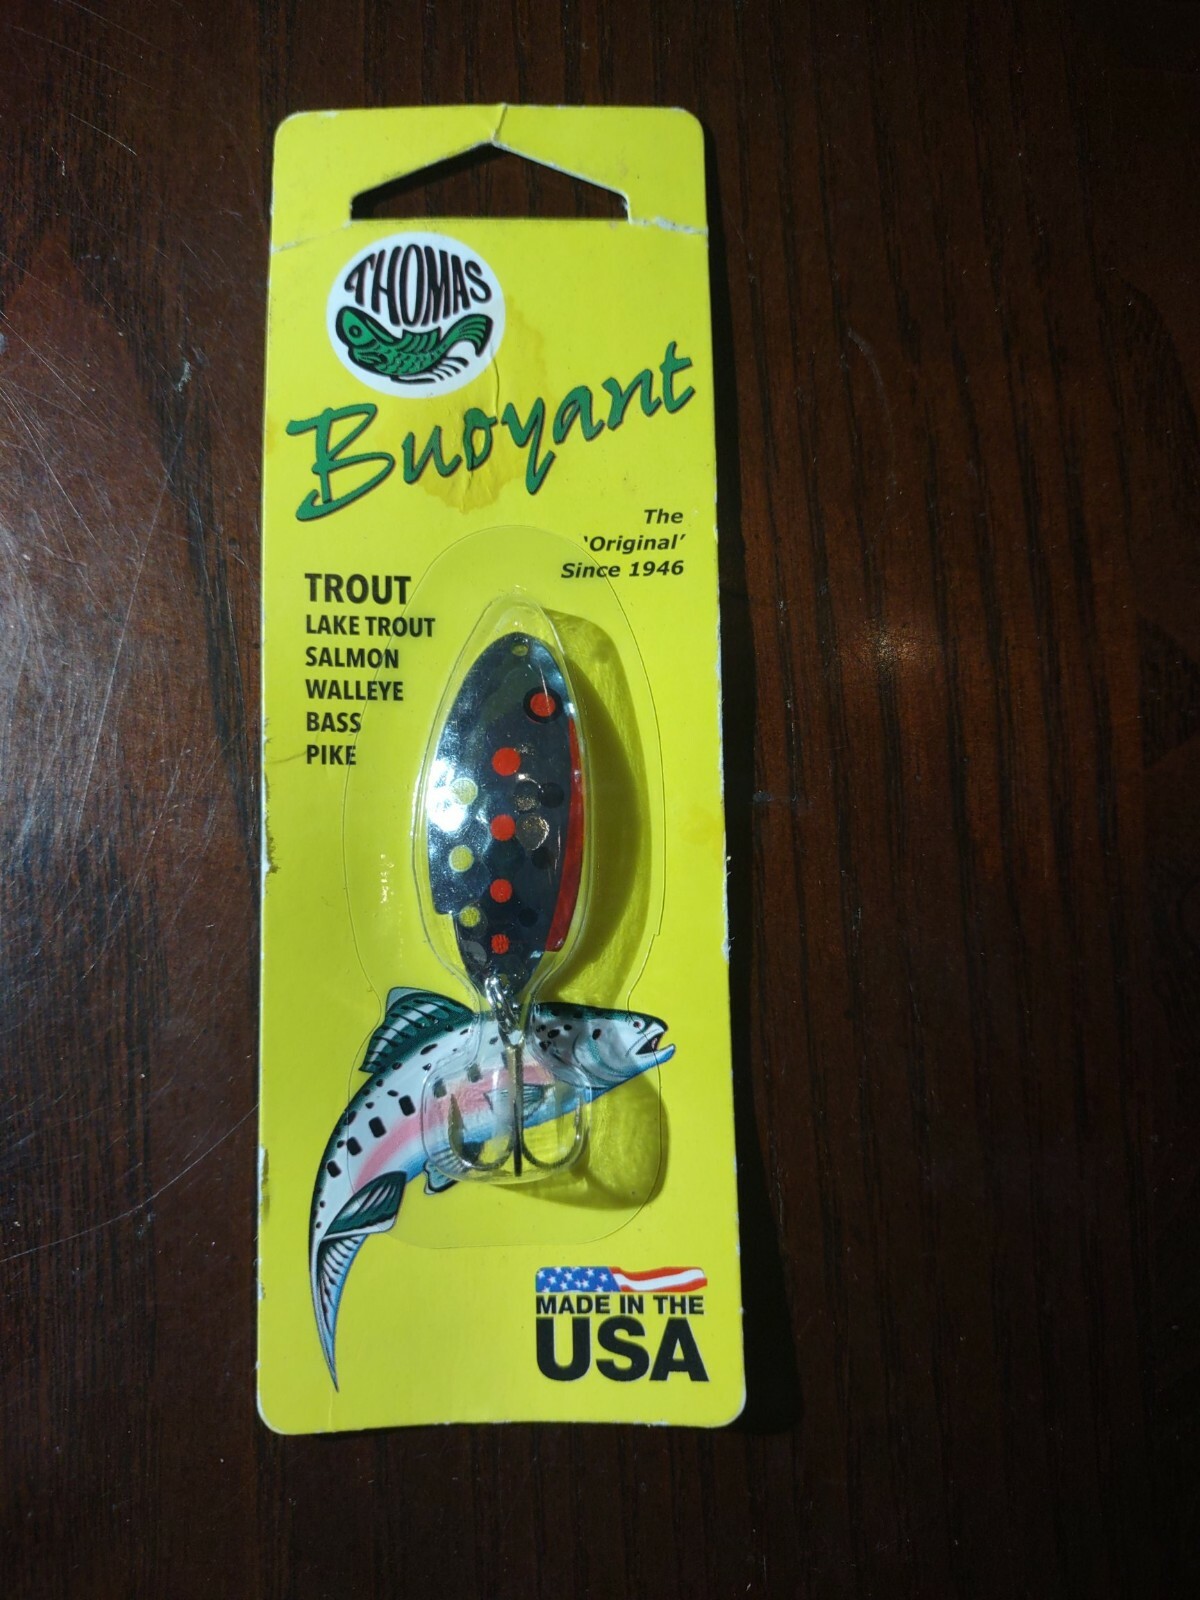 THOMAS
Buoyant
The
'Original'
Since 1946
TROUT
LAKE TROUT
SALMON
WALLEYE
BASS
PIKE
MADE IN THE
USA